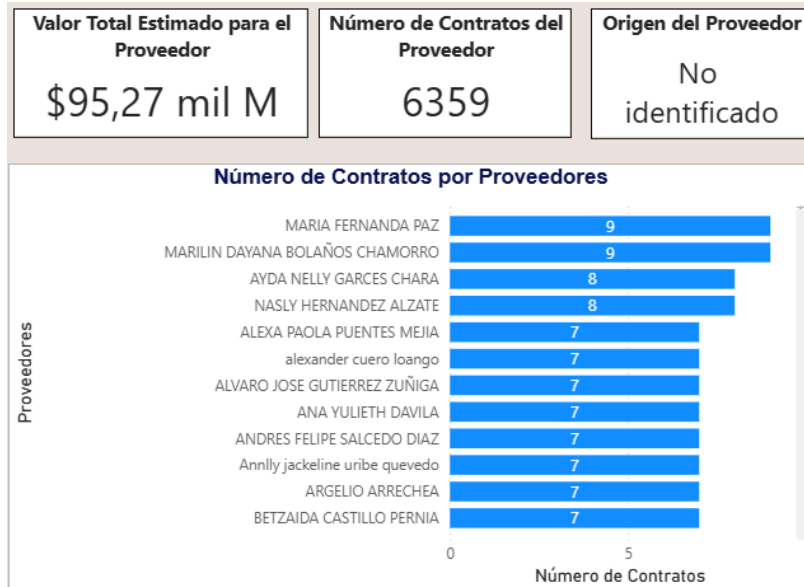 Valor Total Estimado para el
Proveedor
$95,27 mil M
Número de Contratos del
Proveedor
6359
Origen del Proveedor
No
identificado
Número de Contratos por Proveedores
Proveedores
MARIA FERNANDA PAZ 9
MARILIN DAYANA BOLAÑOS CHAMORRO 9
AYDA NELLY GARCES CHARA 8
NASLY HERNANDEZ ALZATE 8
ALEXA PAOLA PUENTES MEJIA 7
alexander cuero loango 7
ALVARO JOSE GUTIERREZ ZUÑIGA 7
ANA YULIETH DAVILA 7
ANDRES FELIPE SALCEDO DIAZ 7
Annlly jackeline uribe quevedo 7
ARGELIO ARRECHEA 7
BETZAIDA CASTILLO PERNIA 7
0 5
Número de Contratos